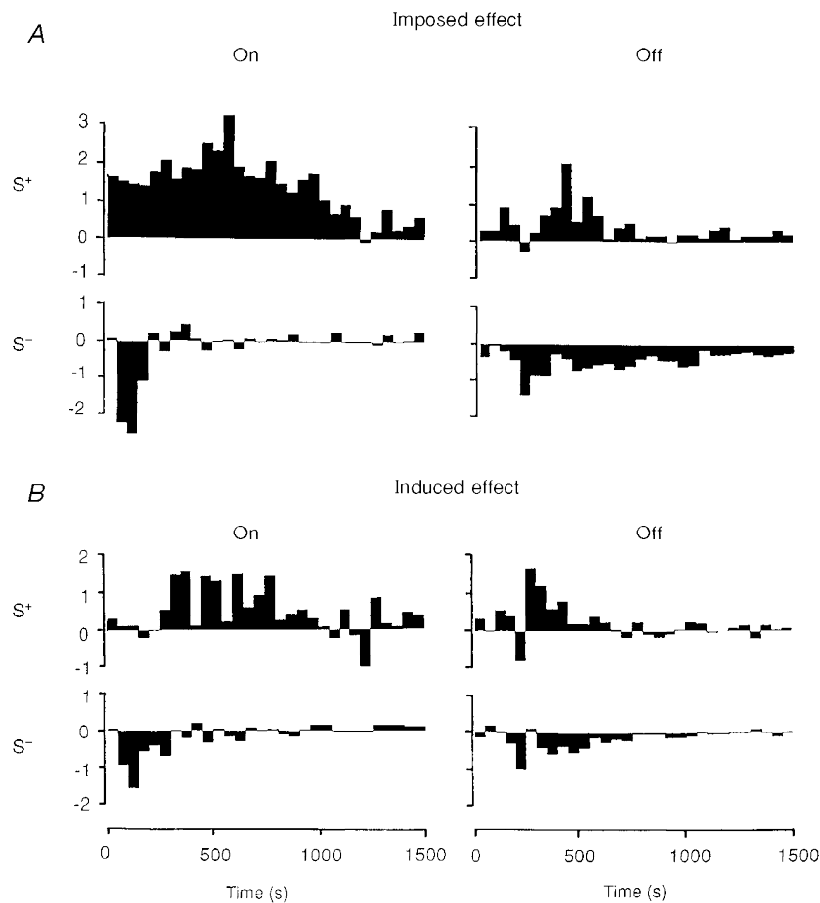 A
Imposed effect
On
Off
3
2
1
0
-1
S+
1
0
-1
-2
S−
B
Induced effect
On
Off
2
1
0
-1
S+
1
0
-1
-2
S−
0 500 1000 1500
0 500 1000 1500
Time (s)
Time (s)